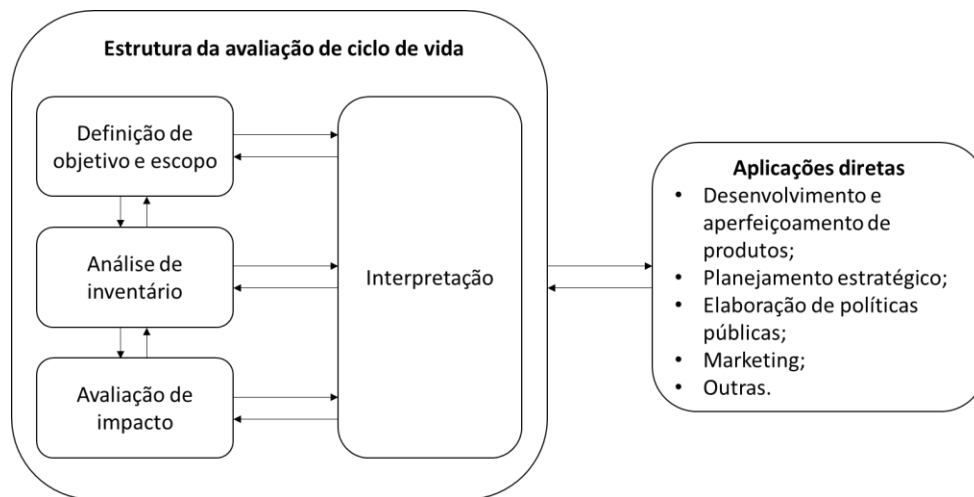 Estrutura da avaliação de ciclo de vida
Definição de
objetivo e escopo
Análise de
inventário
Avaliação de
impacto
Interpretação
Aplicações diretas
• Desenvolvimento e
aperfeiçoamento de
produtos;
• Planejamento estratégico;
• Elaboração de políticas
públicas;
• Marketing;
• Outras.